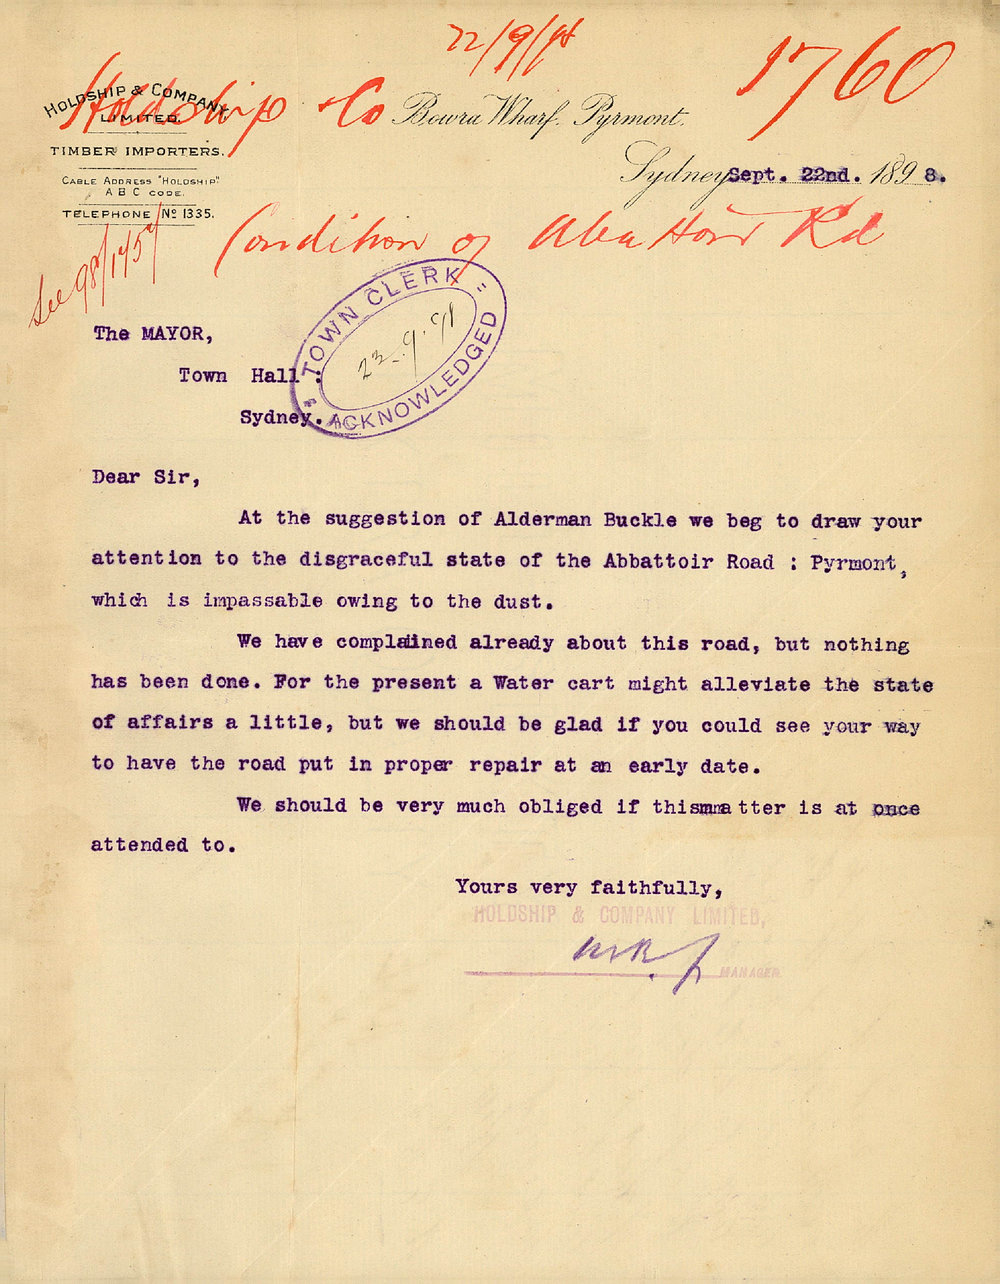 22/9/98
1760
Holdship & Co
HOLDSHIP & COMPANY,
LIMITED.
TIMBER IMPORTERS.
CABLE ADDRESS "HOLDSHIP"
A B C CODE.
TELEPHONE Nº 1335.
Bowra Wharf. Pyrmont.
Sydney Sept. 22nd. 1898.
Condition of Abattoir Rd
See 98/1757
The MAYOR,
Town Hall :
Sydney.
"TOWN CLERK"
23.9.98
ACKNOWLEDGED
Dear Sir,
At the suggestion of Alderman Buckle we beg to draw your
attention to the disgraceful state of the Abbattoir Road : Pyrmont,
which is impassable owing to the dust.
We have complained already about this road, but nothing
has been done. For the present a Water cart might alleviate the state
of affairs a little, but we should be glad if you could see your way
to have the road put in proper repair at an early date.
We should be very much obliged if this matter is at once
attended to.
Yours very faithfully,
HOLDSHIP & COMPANY LIMITED,
MANAGER.